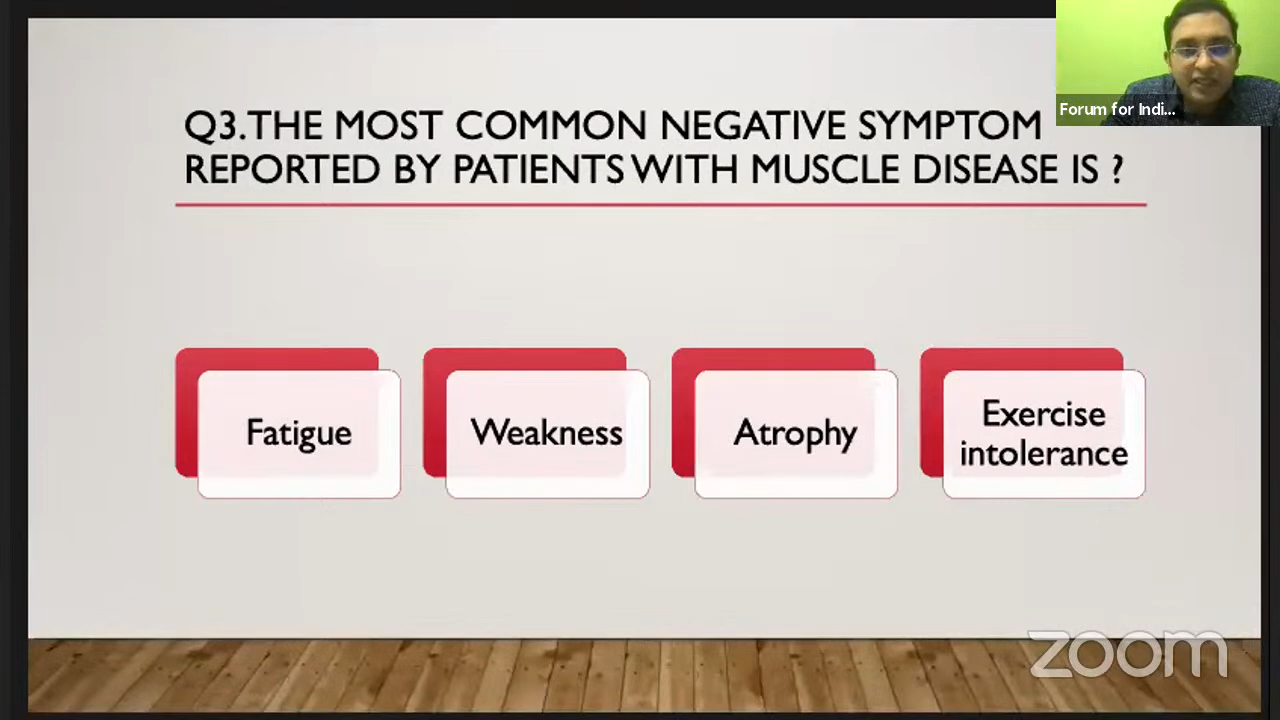 Q3.THE MOST COMMON NEGATIVE SYMPTOM
REPORTED BY PATIENTS WITH MUSCLE DISEASE IS ?
Forum for Indi...
Fatigue
Weakness
Atrophy
Exercise
intolerance
zoom